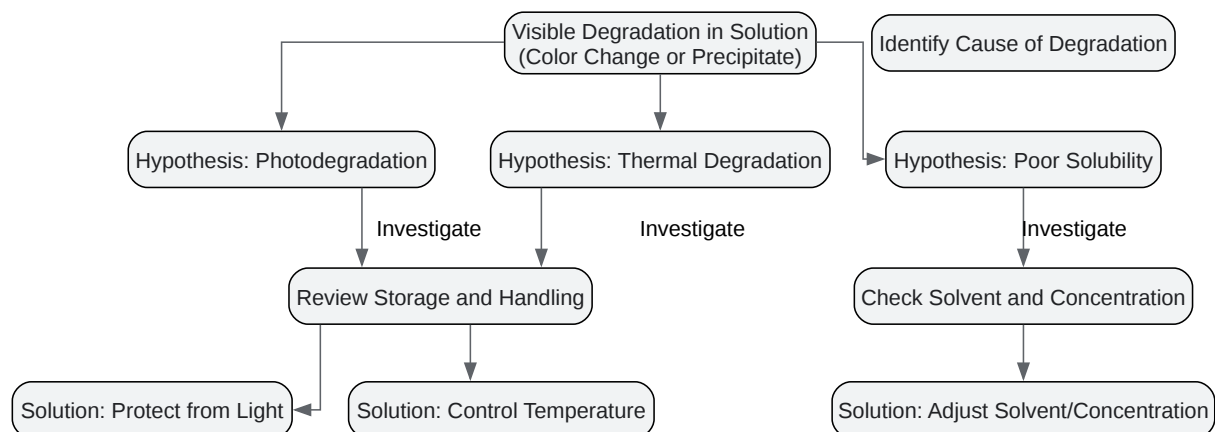 Visible Degradation in Solution
(Color Change or Precipitate)
Identify Cause of Degradation
Hypothesis: Photodegradation
Hypothesis: Thermal Degradation
Hypothesis: Poor Solubility
Investigate
Investigate
Investigate
Review Storage and Handling
Check Solvent and Concentration
Solution: Protect from Light
Solution: Control Temperature
Solution: Adjust Solvent/Concentration